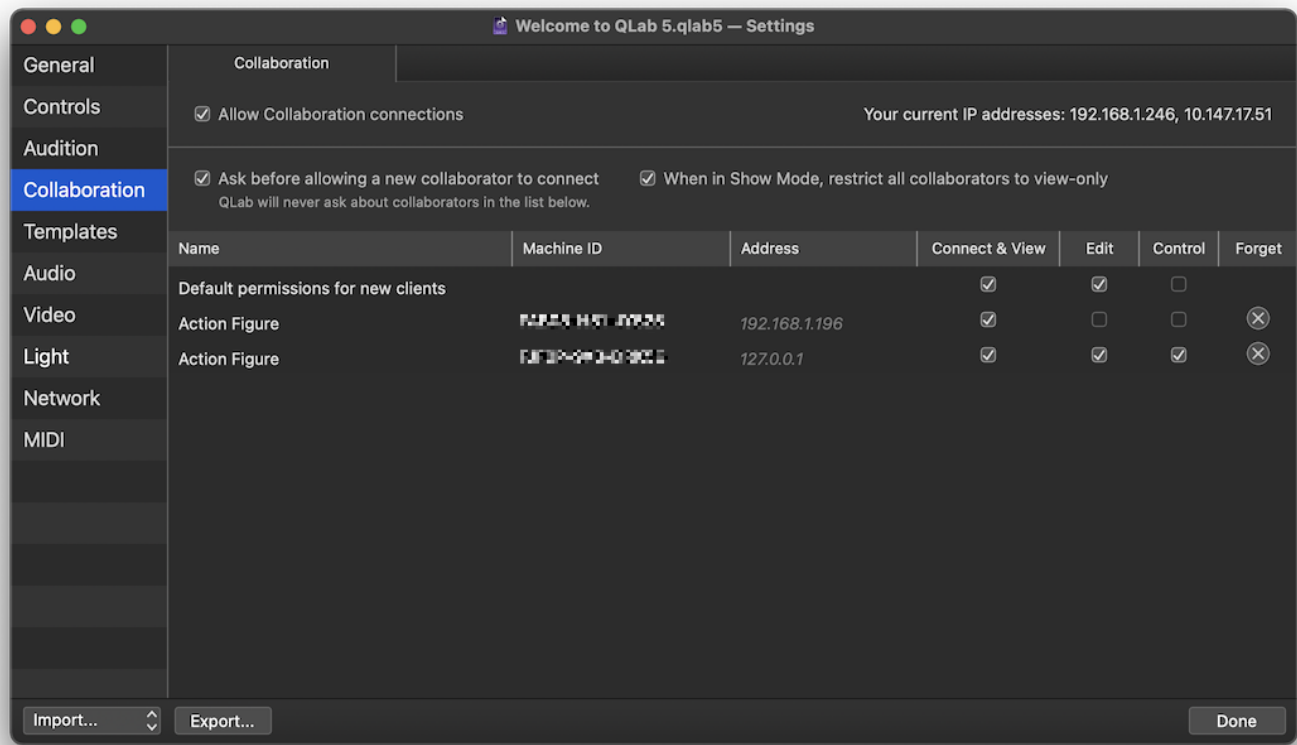 Welcome to QLab 5.qlab5 — Settings
General
Controls
Audition
Collaboration
Templates
Audio
Video
Light
Network
MIDI
Collaboration
Allow Collaboration connections Your current IP addresses: 192.168.1.246, 10.147.17.51
Ask before allowing a new collaborator to connect When in Show Mode, restrict all collaborators to view-only
QLab will never ask about collaborators in the list below.
Name Machine ID Address Connect & View Edit Control Forget
Default permissions for new clients
Action Figure 192.168.1.196
Action Figure 127.0.0.1
Import... Export... Done